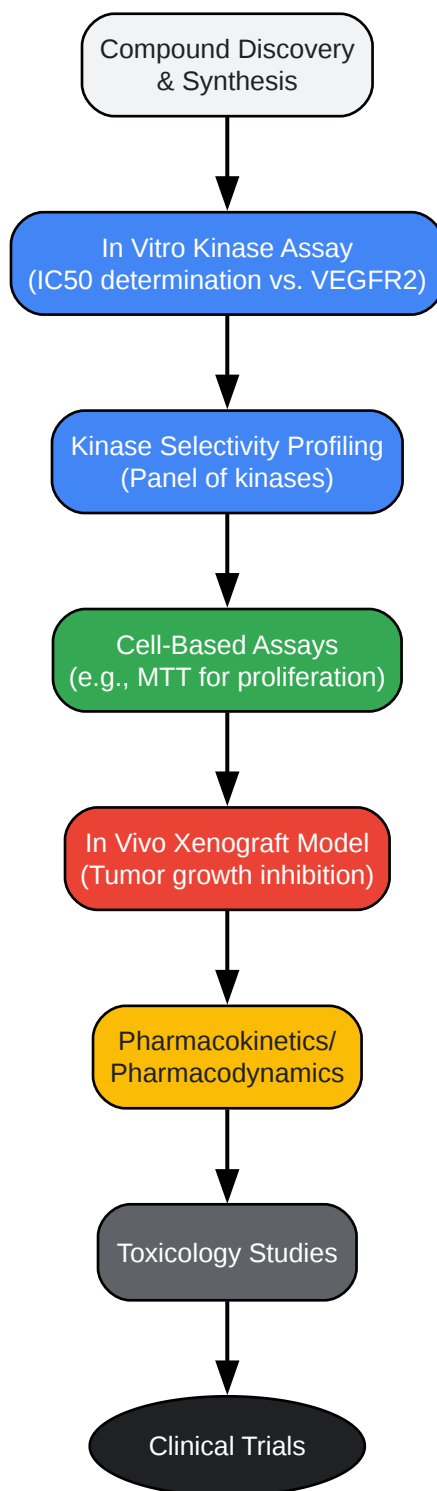 Compound Discovery
& Synthesis
In Vitro Kinase Assay
(IC50 determination vs. VEGFR2)
Kinase Selectivity Profiling
(Panel of kinases)
Cell-Based Assays
(e.g., MTT for proliferation)
In Vivo Xenograft Model
(Tumor growth inhibition)
Pharmacokinetics/
Pharmacodynamics
Toxicology Studies
Clinical Trials